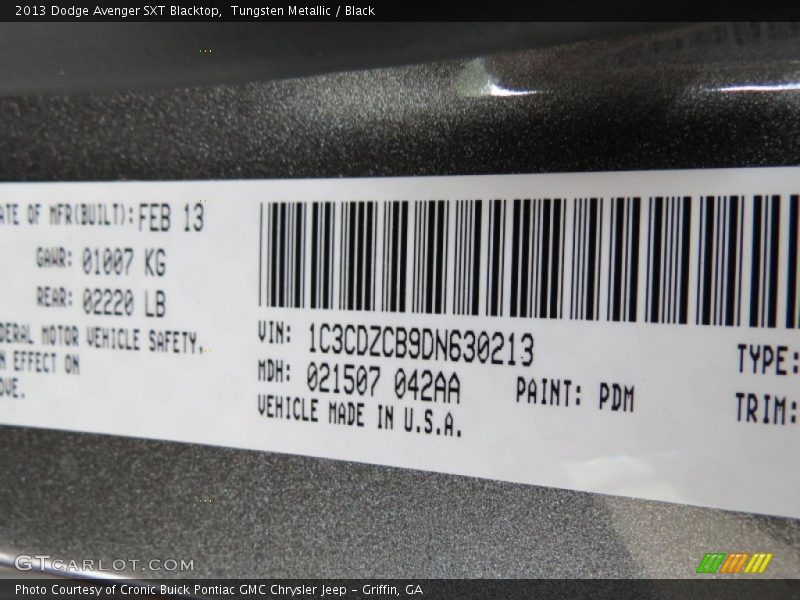 2013 Dodge Avenger SXT Blacktop,  Tungsten Metallic / Black
ATE OF MFR(BUILT): FEB 13
GAWR: 01007 KG
REAR: 02220 LB
DERAL MOTOR VEHICLE SAFETY,
N EFFECT ON
OVE.
VIN: 1C3CDZCB9DN630213
MDH: 021507 042AA
PAINT: PDM
VEHICLE MADE IN U.S.A.
TYPE:
TRIM:
GTCARLOT.COM
Photo Courtesy of Cronic Buick Pontiac GMC Chrysler Jeep – Griffin, GA